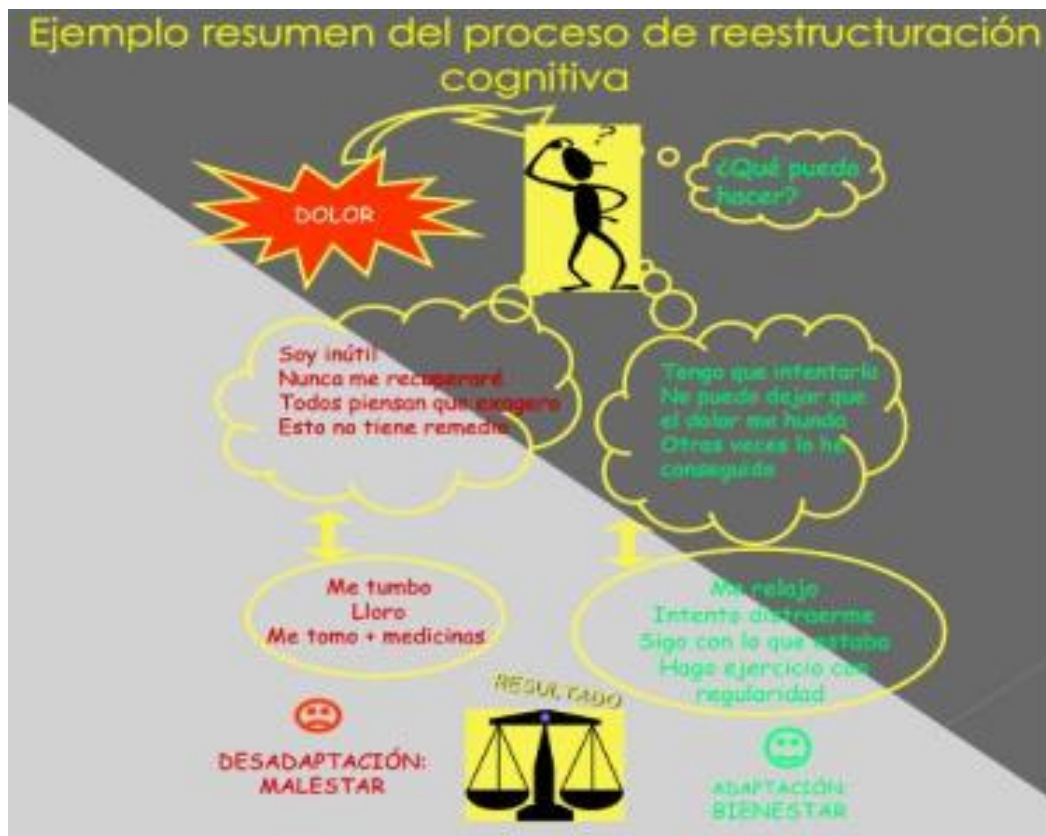 Ejemplo resumen del proceso de reestructuración
cognitiva
?
¿Qué puedo
hacer?
DOLOR
Soy inútil
Nunca me recuperaré
Todos piensan que exagero
Esto no tiene remedio
Tengo que intentarlo
No puedo dejar que
el dolor me hunda
Otras veces lo he
conseguido
Me tumbo
Lloro
Me tomo + medicinas
Me relajo
Intento distraerme
Sigo con lo que estaba
Hago ejercicio con
regularidad
RESULTADO
DESADAPTACIÓN:
MALESTAR
ADAPTACIÓN:
BIENESTAR